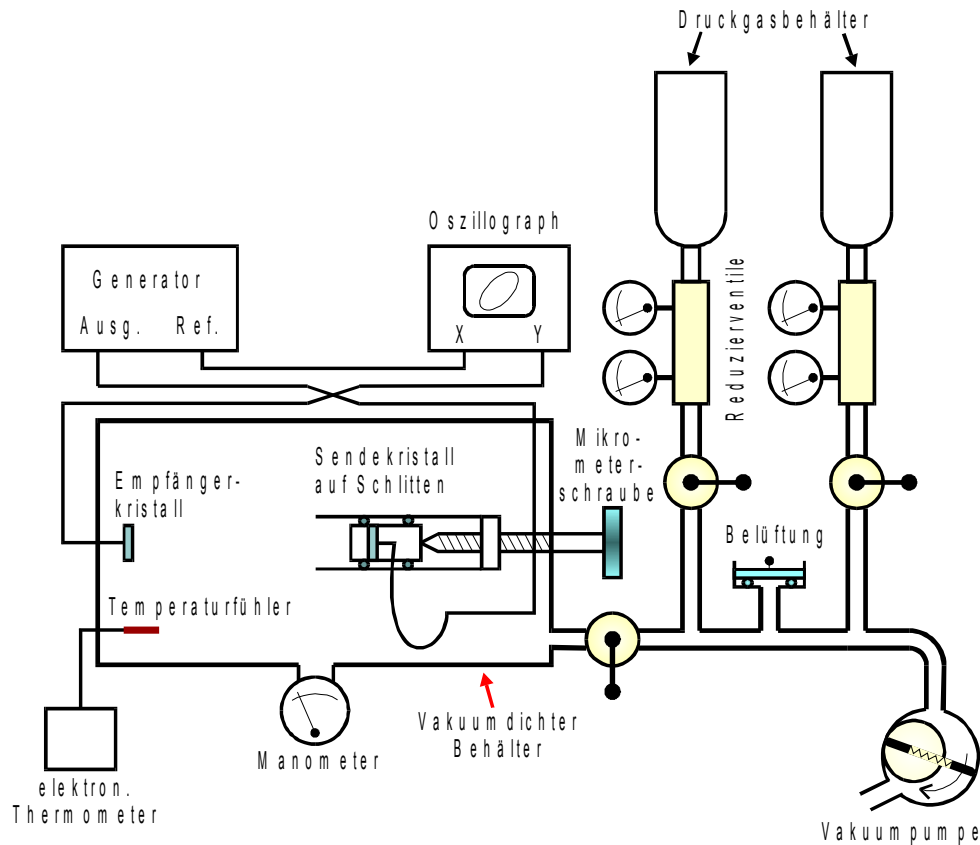 Druckgasbehälter
Oszillograph
Generator
Ausg. Ref.
X Y
Reduzierventile
Mikro-
meter-
schraube
Sendekristall
auf Schlitten
Empfänger-
kristall
Belüftung
Temperaturfühler
Vakuumdichter
Behälter
Manometer
elektron.
Thermometer
Vakuumpumpe